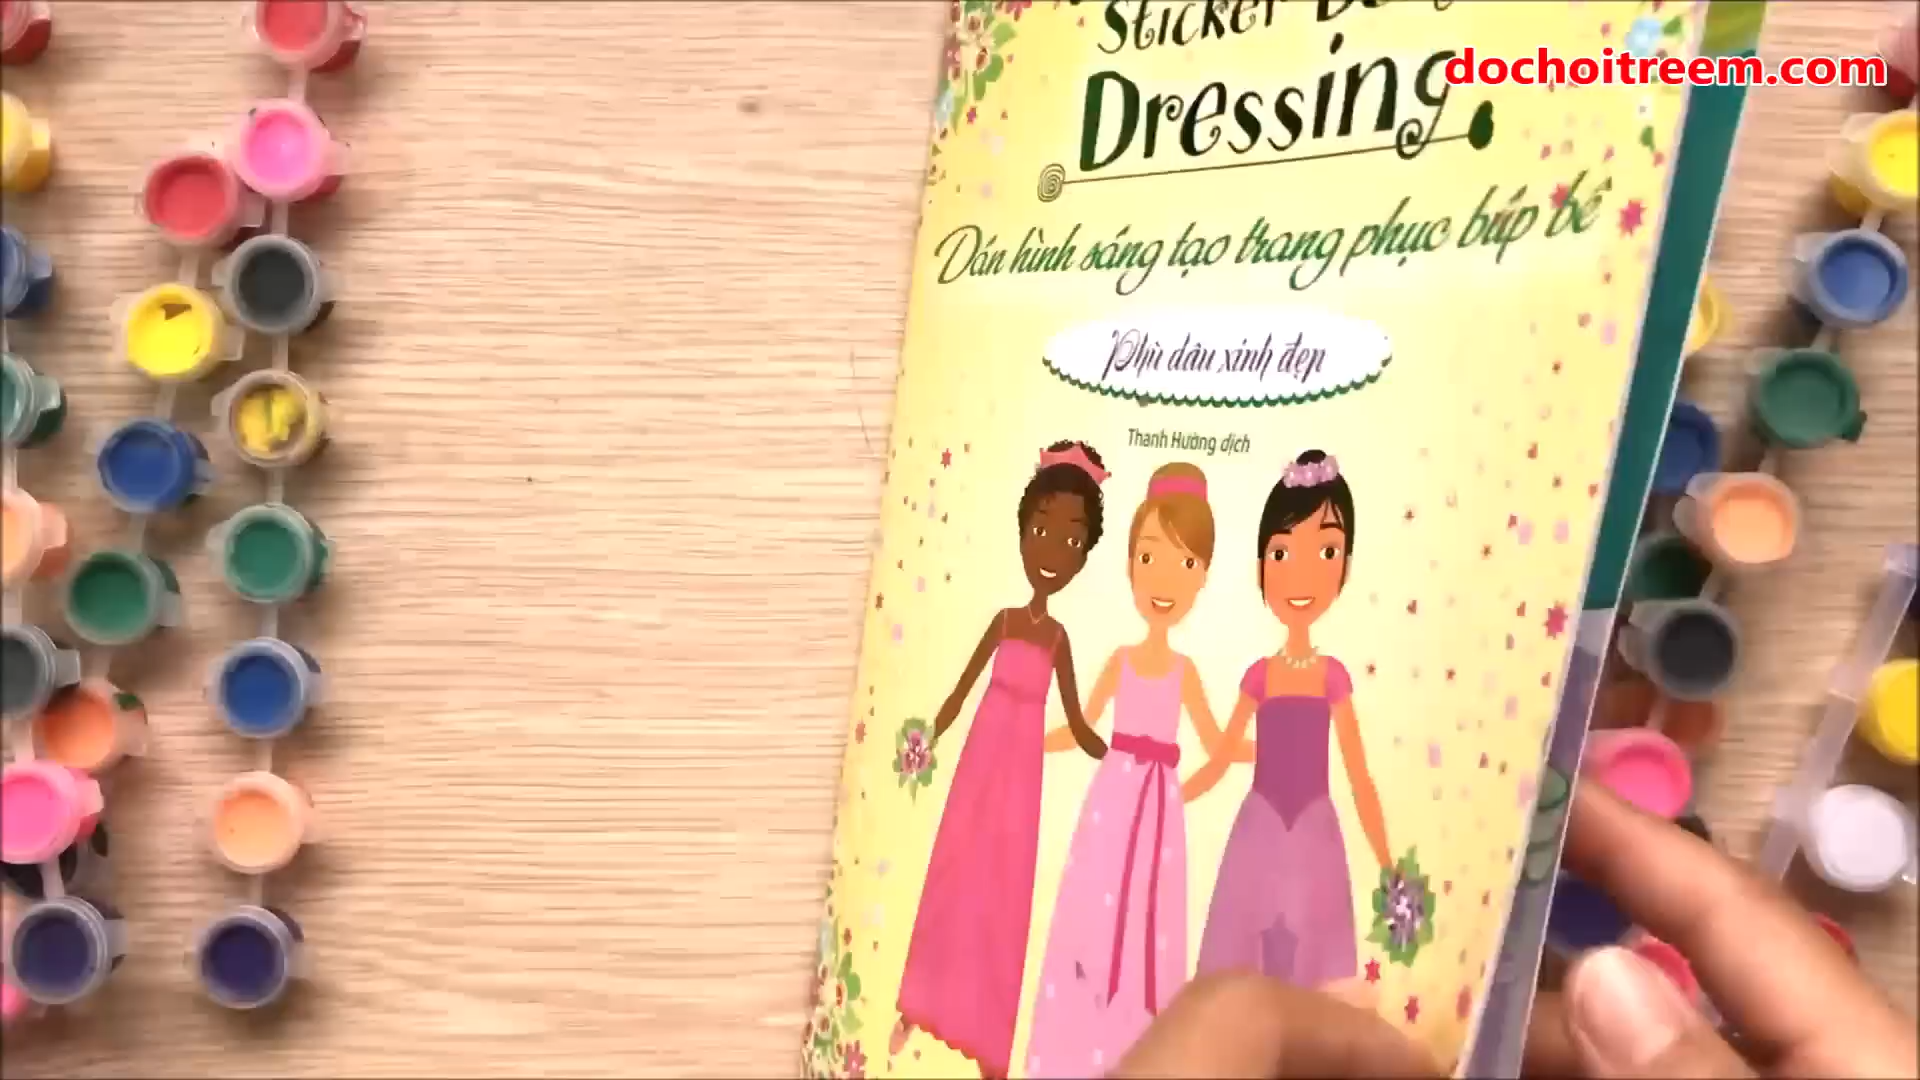 Sticker Dolly
dochoitreem.com
Dressing
Dán hình sáng tạo trang phục búp bê
Phù dâu xinh đẹp
Thanh Hường dịch